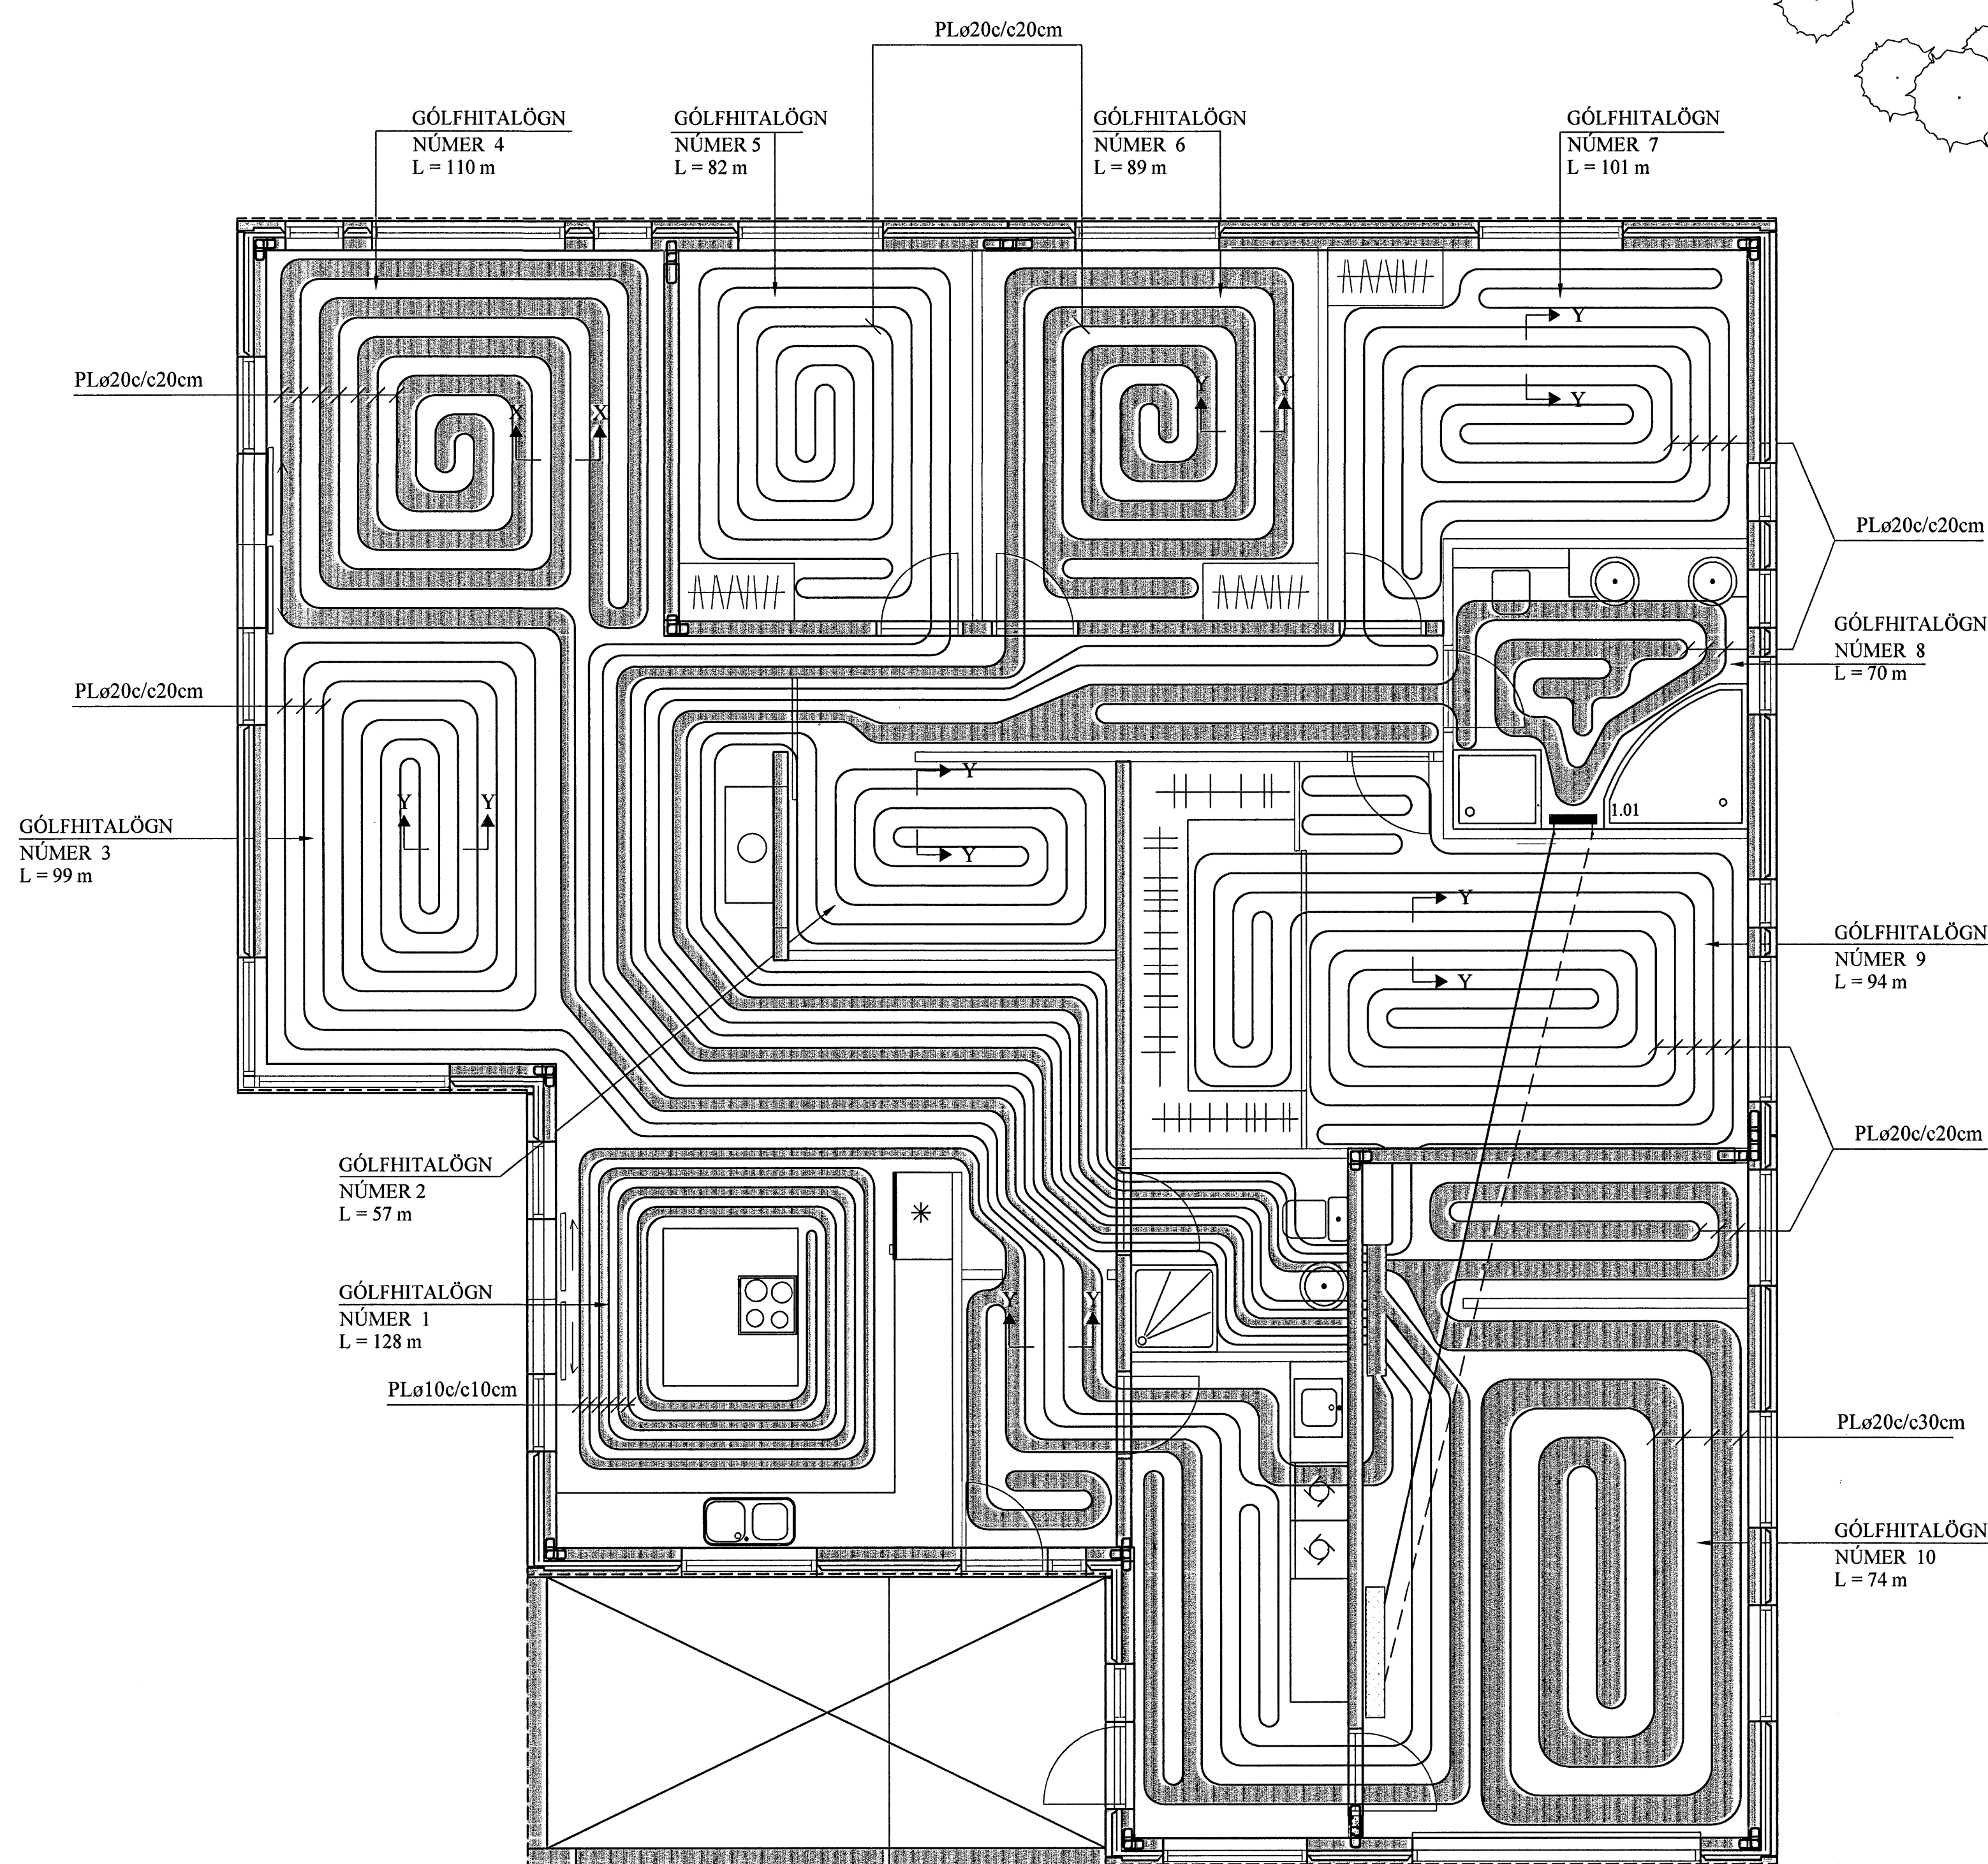 PLø20c/c20cm
GÓLFHITALÖGN
NÚMER 4
L = 110 m
GÓLFHITALÖGN
NÚMER 5
L = 82 m
GÓLFHITALÖGN
NÚMER 6
L = 89 m
GÓLFHITALÖGN
NÚMER 7
L = 101 m
Y
Y
PLø20c/c20cm
X X
Y Y
PLø20c/c20cm
GÓLFHITALÖGN
NÚMER 8
L = 70 m
PLø20c/c20cm
Y
Y
Y Y
1.01
GÓLFHITALÖGN
NÚMER 3
L = 99 m
Y
Y
GÓLFHITALÖGN
NÚMER 9
L = 94 m
PLø20c/c20cm
GÓLFHITALÖGN
NÚMER 2
L = 57 m
GÓLFHITALÖGN
NÚMER 1
L = 128 m
Y Y
PLø10c/c10cm
PLø20c/c30cm
GÓLFHITALÖGN
NÚMER 10
L = 74 m